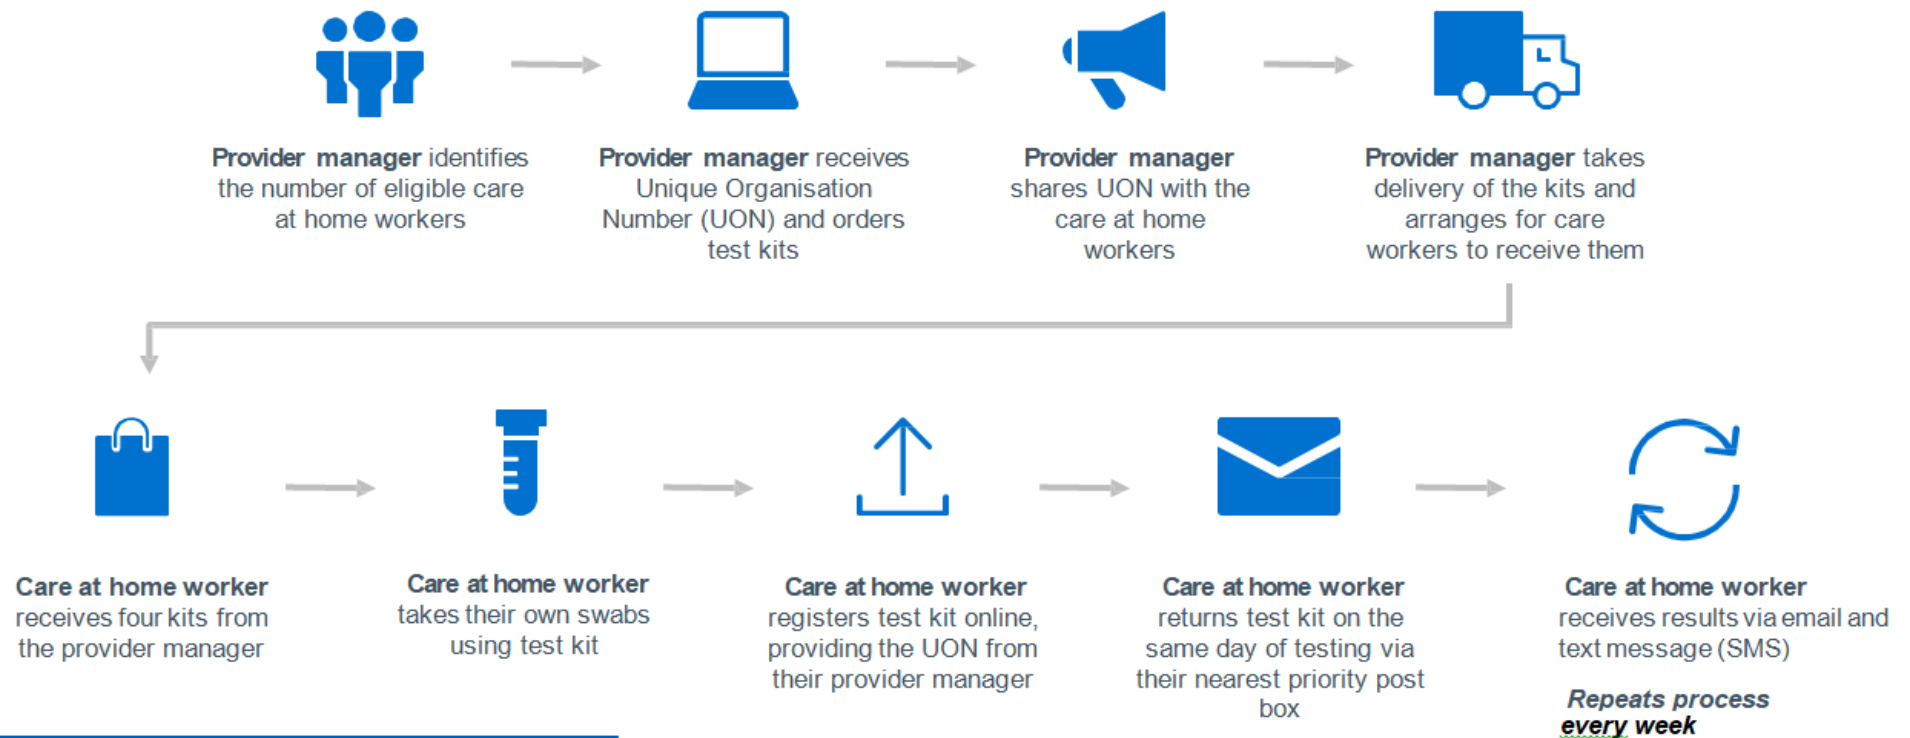 Provider manager identifies
the number of eligible care
at home workers
Provider manager receives
Unique Organisation
Number (UON) and orders
test kits
Provider manager
shares UON with the
care at home
workers
Provider manager takes
delivery of the kits and
arranges for care
workers to receive them
Care at home worker
receives four kits from
the provider manager
Care at home worker
takes their own swabs
using test kit
Care at home worker
registers test kit online,
providing the UON from
their provider manager
Care at home worker
returns test kit on the
same day of testing via
their nearest priority post
box
Care at home worker
receives results via email and
text message (SMS)
Repeats process
every week